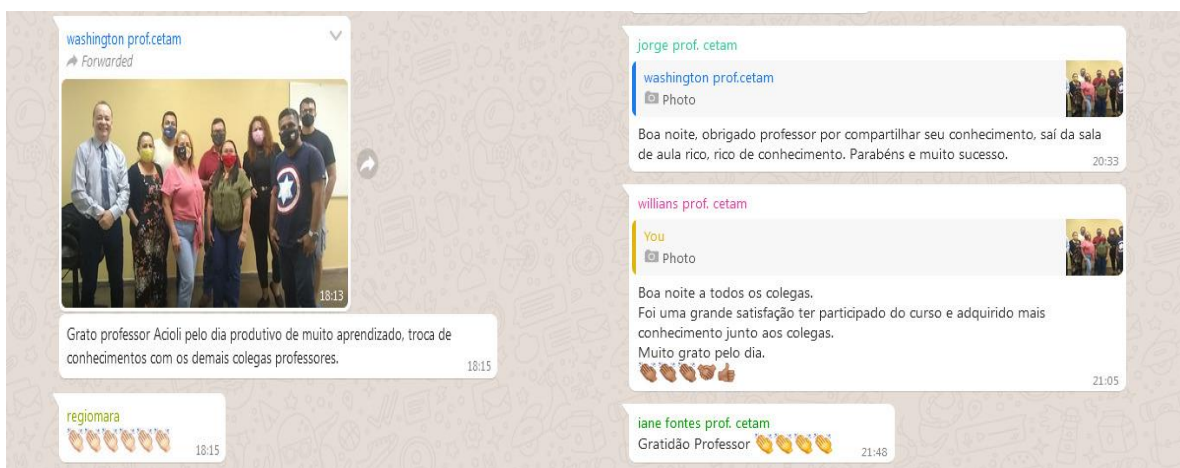 washington prof.cetam
Forwarded
18:13
Grato professor Acioli pelo dia produtivo de muito aprendizado, troca de
conhecimentos com os demais colegas professores.
18:15
regiomara
👏🏻👏🏻👏🏻👏🏻👏🏻👏🏻
18:15
jorge prof. cetam
washington prof.cetam
Photo
Boa noite, obrigado professor por compartilhar seu conhecimento, saí da sala
de aula rico, rico de conhecimento. Parabéns e muito sucesso.
20:33
willians prof. cetam
You
Photo
Boa noite a todos os colegas.
Foi uma grande satisfação ter participado do curso e adquirido mais
conhecimento junto aos colegas.
Muito grato pelo dia.
21:05
iane fontes prof. cetam
Gratidão Professor 👏👏👏👏
21:48